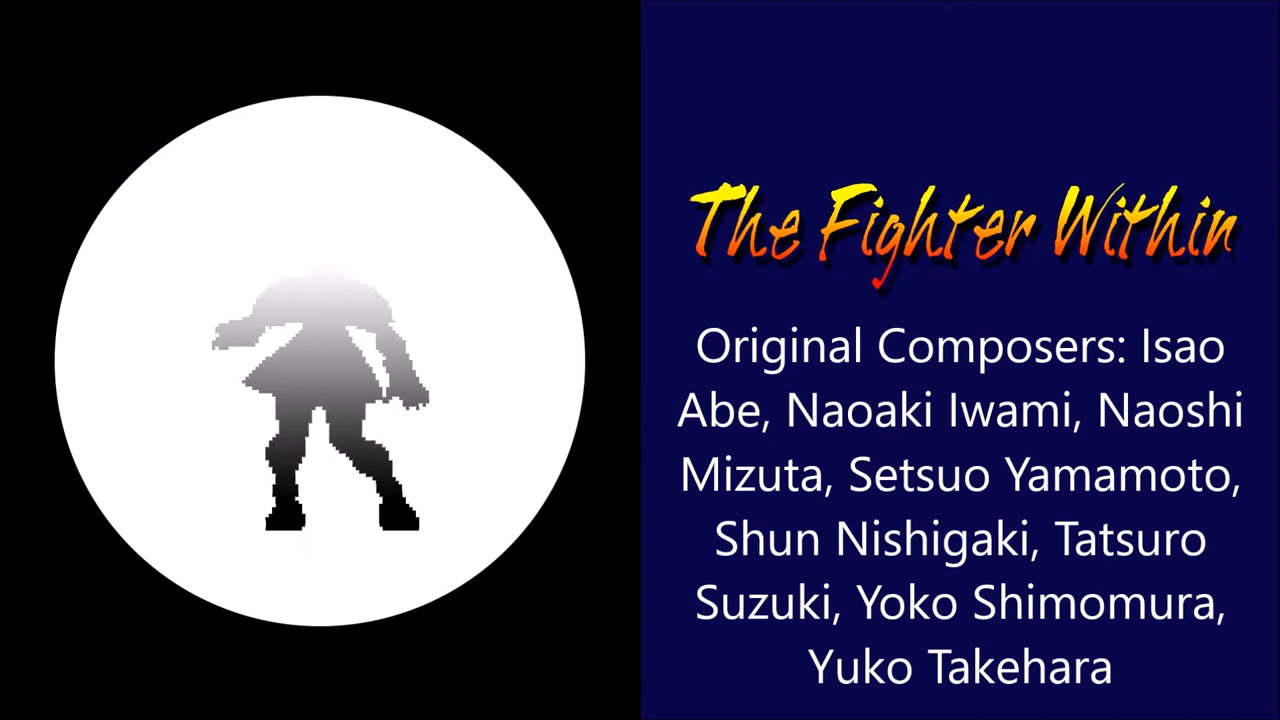 The Fighter Within
Original Composers: Isao
Abe, Naoaki Iwami, Naoshi
Mizuta, Setsuo Yamamoto,
Shun Nishigaki, Tatsuro
Suzuki, Yoko Shimomura,
Yuko Takehara